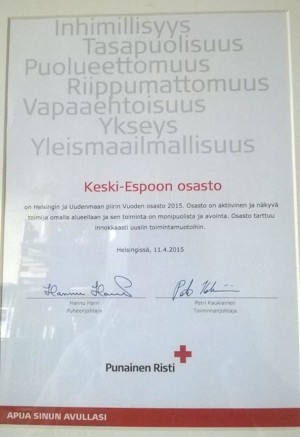 Inhimillisyys
Tasapuolisuus
Puolueettomuus
Riippumattomuus
Vapaaehtoisuus
Ykseys
Yleismaailmallisuus
Keski-Espoon osasto
on Helsingin ja Uudenmaan piirin Vuoden osasto 2015. Osasto on aktiivinen ja näkyvä
toimija omalla alueellaan ja sen toiminta on monipuolista ja avointa. Osasto tarttuu
innokkaasti uusiin toimintamuotoihin.
Helsingissä, 11.4.2015
Hannu Harri Petri Kaukiainen
Puheenjohtaja Toiminnanjohtaja
Punainen Risti
APUA SINUN AVULLASI